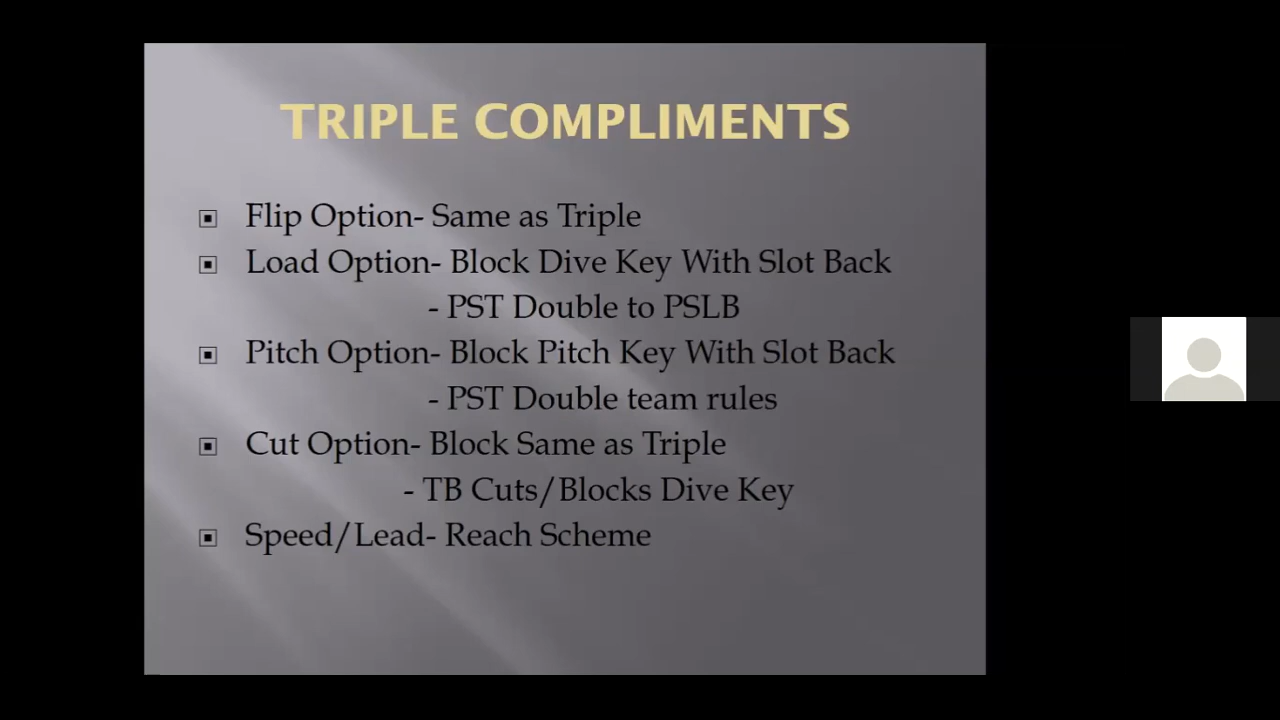 TRIPLE COMPLIMENTS
Flip Option- Same as Triple
Load Option- Block Dive Key With Slot Back
- PST Double to PSLB
Pitch Option- Block Pitch Key With Slot Back
- PST Double team rules
Cut Option- Block Same as Triple
- TB Cuts/Blocks Dive Key
Speed/Lead- Reach Scheme